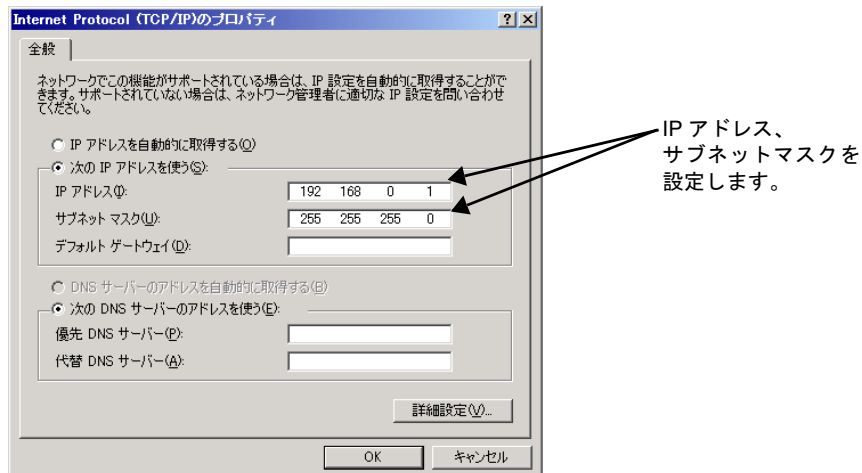 Internet Protocol (TCP/IP)のプロパティ
全般
ネットワークでこの機能がサポートされている場合は、IP 設定を自動的に取得することがで
きます。サポートされていない場合は、ネットワーク管理者に適切な IP 設定を問い合わせ
てください。
IP アドレスを自動的に取得する(O)
次の IP アドレスを使う(S):
IP アドレス(I):
192 168 0 1
サブネット マスク(U):
255 255 255 0
デフォルト ゲートウェイ(D):
DNS サーバーのアドレスを自動的に取得する(B)
次の DNS サーバーのアドレスを使う(E):
優先 DNS サーバー(P):
代替 DNS サーバー(A):
詳細設定(V)...
OK
キャンセル
IP アドレス、
サブネットマスクを
設定します。